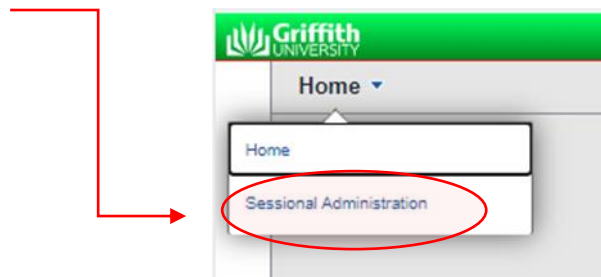 Griffith
UNIVERSITY
Home
Home
Sessional Administration